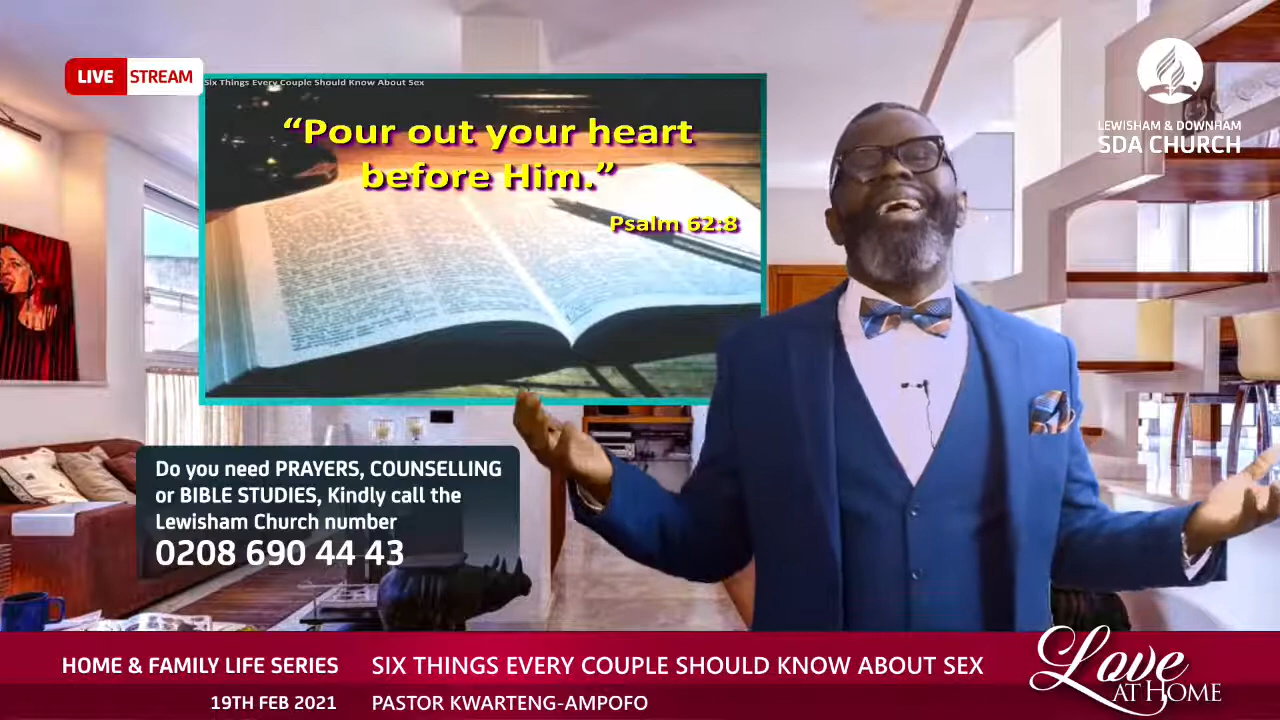 LIVE STREAM
Six Things Every Couple Should Know About Sex
“Pour out your heart
before Him.”
Psalm 62:8
LEWISHAM & DOWNHAM
SDA CHURCH
Do you need PRAYERS, COUNSELLING
or BIBLE STUDIES, Kindly call the
Lewisham Church number
0208 690 44 43
HOME & FAMILY LIFE SERIES
SIX THINGS EVERY COUPLE SHOULD KNOW ABOUT SEX
19TH FEB 2021
PASTOR KWARTENG-AMPOFO
Love
AT HOME